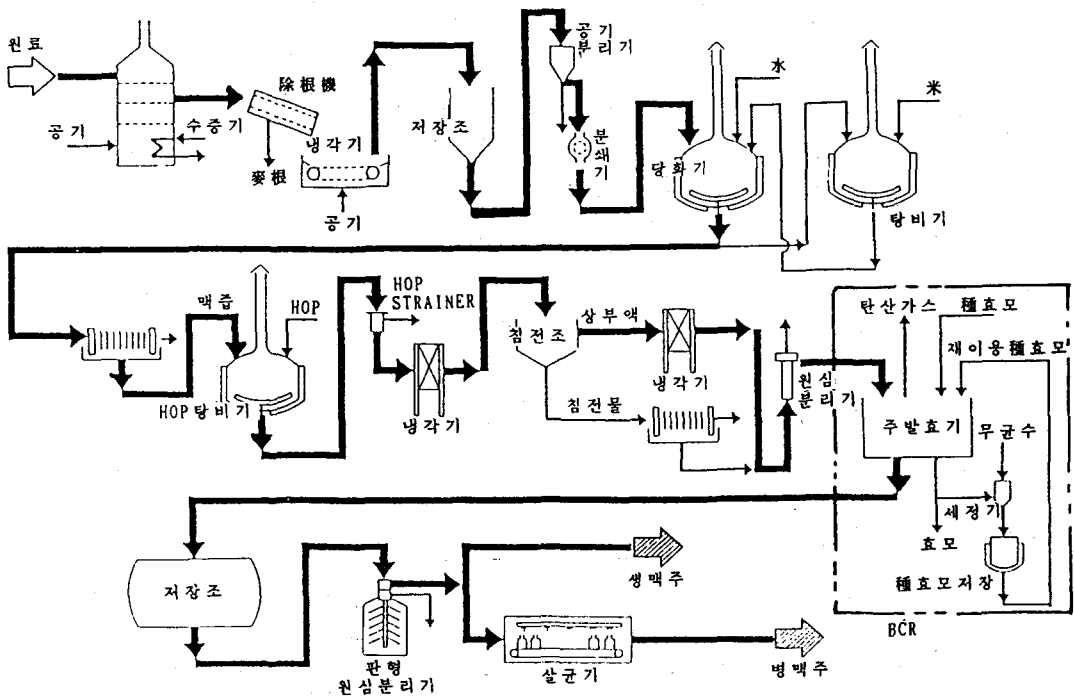 원료
공기
수증기
除根機
麥根
냉각기
공기
저장조
공기
분리기
분쇄기
당화기
水
米
탕비기
맥즙
HOP
HOP 탕비기
HOP
STRAINER
냉각기
침전조
상부액
냉각기
침전물
원심
분리기
탄산가스
種효모
재이용種효모
주발효기
무균수
세정기
효모
種효모저장
BCR
저장조
판형
원심분리기
생맥주
살균기
병맥주